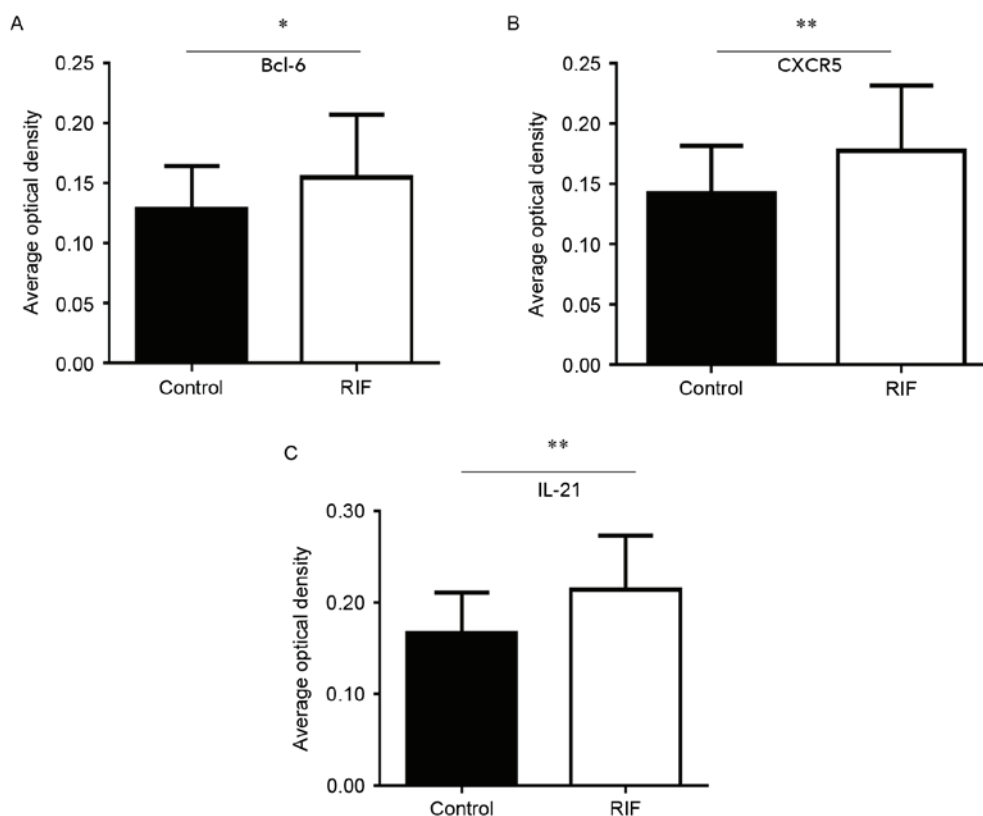 A
*
Bcl-6
0.25
0.20
0.15
0.10
0.05
0.00
Average optical density
Control RIF
B
**
CXCR5
0.25
0.20
0.15
0.10
0.05
0.00
Average optical density
Control RIF
C
**
IL-21
0.30
0.20
0.10
0.00
Average optical density
Control RIF